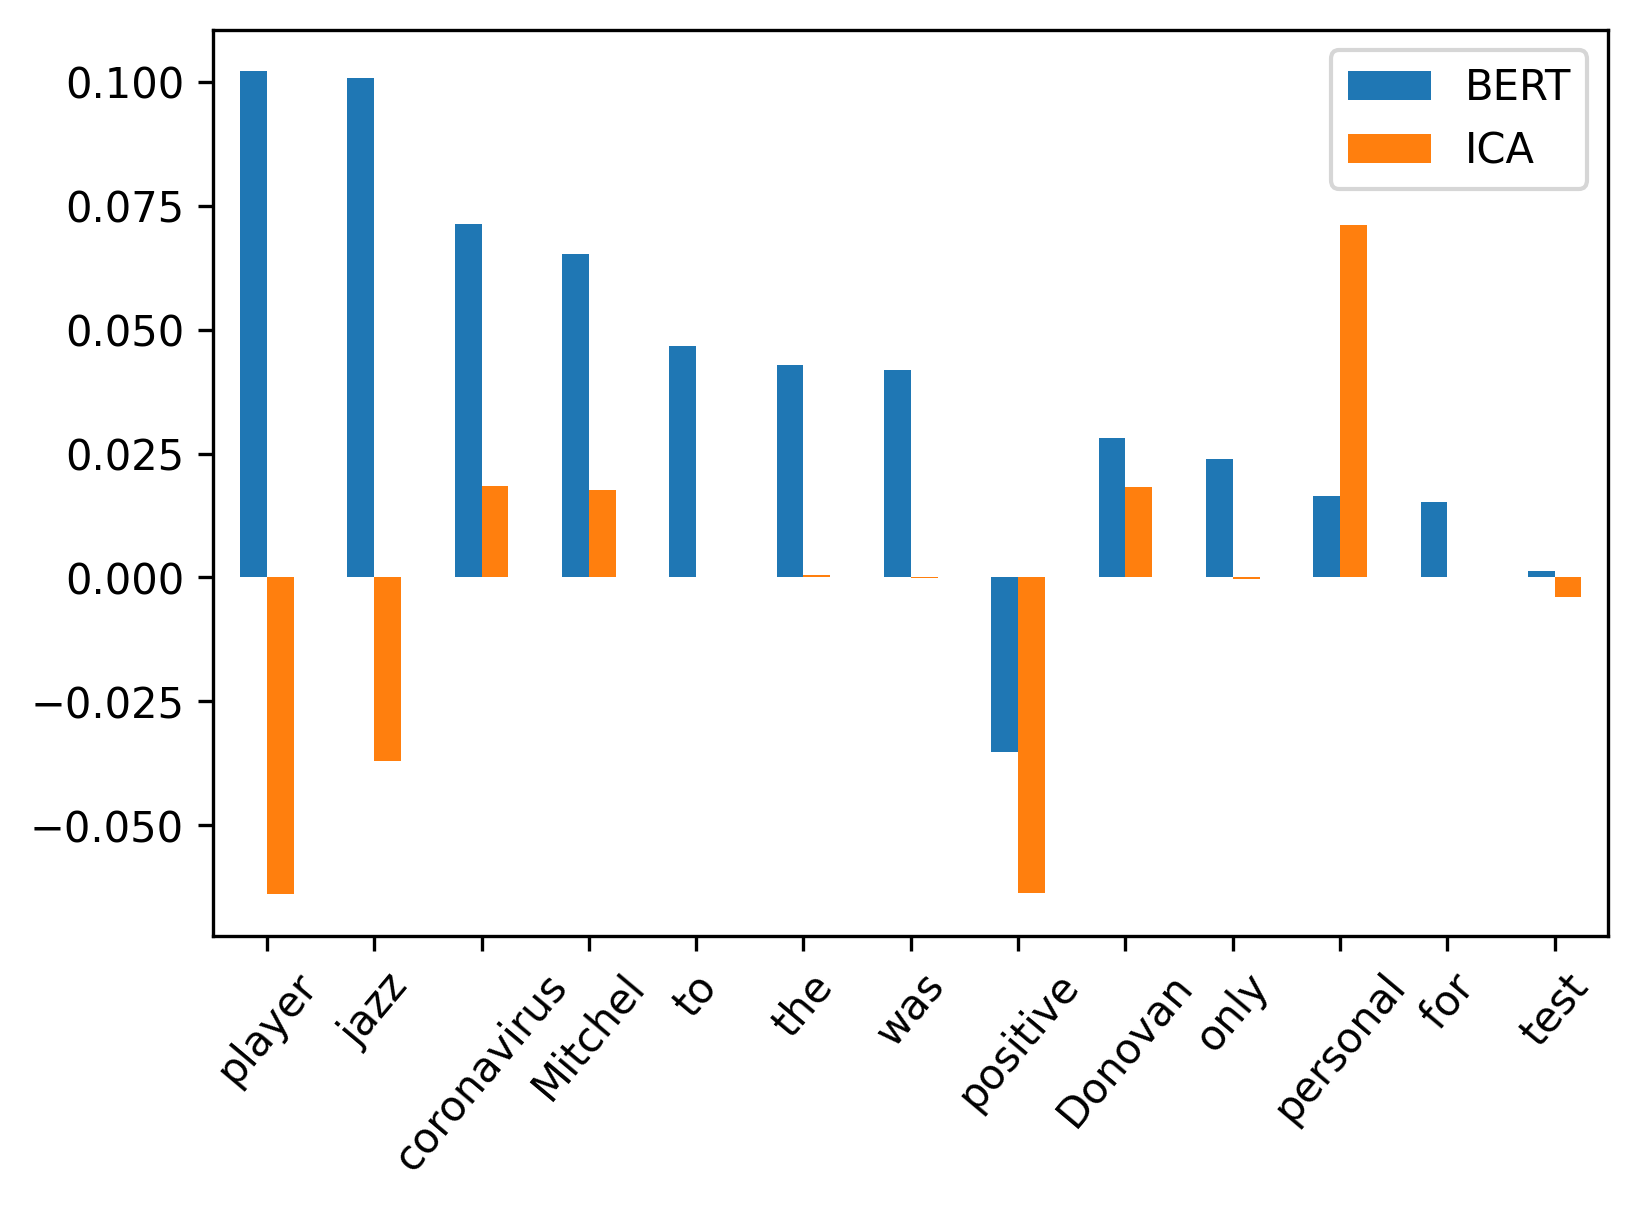 BERT
ICA
0.100
0.075
0.050
0.025
0.000
−0.025
−0.050
player
jazz
coronavirus
Mitchel
to
the
was
positive
Donovan
only
personal
for
test